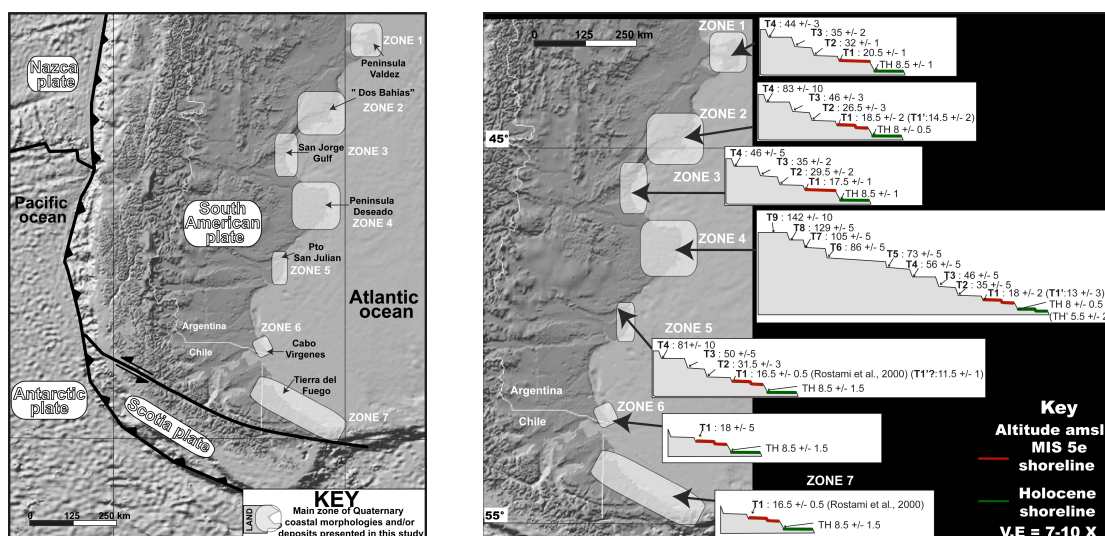 ZONE 1
Nazca
plate
Peninsula
Valdez
" Dos Bahias"
ZONE 2
San Jorge
Gulf
ZONE 3
Pacific
ocean
South
American
plate
Peninsula
Deseado
ZONE 4
Pto
San Julian
ZONE 5
Atlantic
ocean
Argentina
Chile
ZONE 6
Cabo
Virgenes
Antarctic
plate
Scotia plate
Tierra del
Fuego
ZONE 7
KEY
LAND
Main zone of Quaternary
coastal morphologies and/or
deposits presented in this study
0 125 250 km
ZONE 1
0 125 250 km
T4 : 44 +/- 3
T3 : 35 +/- 2
T2 : 32 +/- 1
T1 : 20.5 +/- 1
TH 8.5 +/- 1
ZONE 2
T4 : 83 +/- 10
T3 : 46 +/- 3
T2 : 26.5 +/- 3
T1 : 18.5 +/- 2 (T1':14.5 +/- 2)
TH 8 +/- 0.5
45°
ZONE 3
T4 : 46 +/- 5
T3 : 35 +/- 2
T2 : 29.5 +/- 2
T1 : 17.5 +/- 1
TH 8.5 +/- 1
ZONE 4
T9 : 142 +/- 10
T8 : 129 +/- 5
T7 : 105 +/- 5
T6 : 86 +/- 5
T5 : 73 +/- 5
T4 : 56 +/- 5
T3 : 46 +/- 5
T2 : 35 +/- 5
T1 : 18 +/- 2 (T1':13 +/- 3)
TH 8 +/- 0.5
(TH' 5.5 +/- 2
ZONE 5
T4 : 81+/- 10
T3 : 50 +/-5
T2 : 31.5 +/- 3
T1 : 16.5 +/- 0.5 (Rostami et al., 2000) (T1'?:11.5 +/- 1)
TH 8.5 +/- 1.5
Argentina
Chile
ZONE 6
T1 : 18 +/- 5
TH 8.5 +/- 1.5
ZONE 7
T1 : 16.5 +/- 0.5 (Rostami et al., 2000)
TH 8.5 +/- 1.5
55°
Key
Altitude amsl
MIS 5e
shoreline
Holocene
shoreline
V.E = 7-10 X